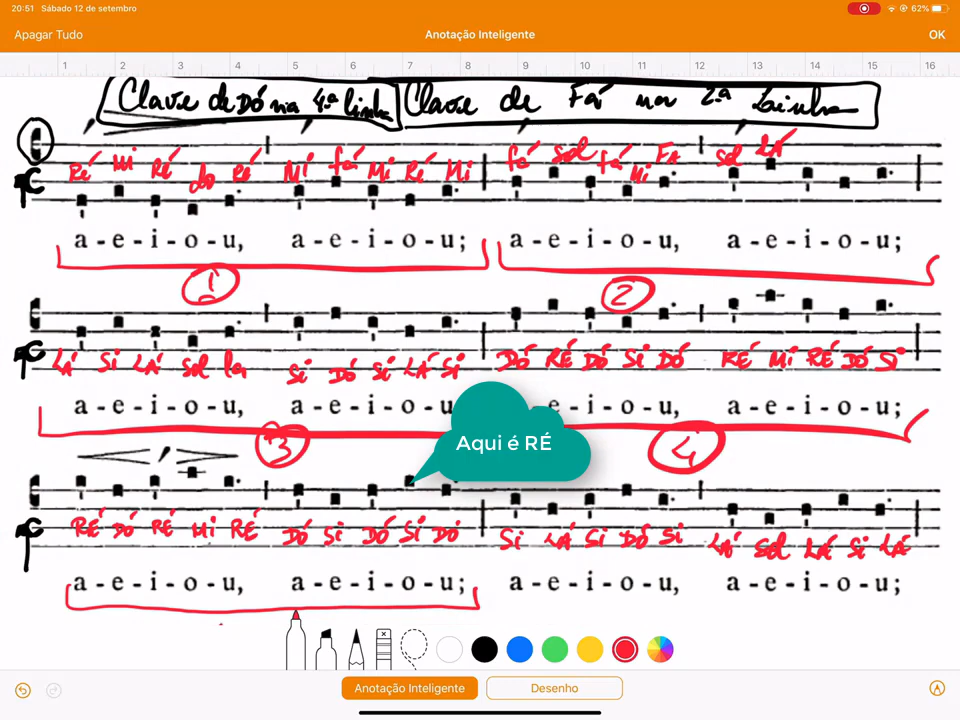 20:51 Sábado 12 de setembro 62%
Apagar Tudo Anotação Inteligente OK
1 2 3 4 5 6 7 8 9 10 11 12 13 14 15 16
Clave de Dó na 4ª linha Clave de Fá na 2ª Linha
Ré Mi Ré do Ré Mi fá Mi Ré Mi fá sol fá Mi FA sol LÁ
a - e - i - o - u, a - e - i - o - u; a - e - i - o - u, a - e - i - o - u;
1 2
LÁ Si LÁ sol la Si DÓ Si LÁ Si DÓ RÉ DÓ Si DÓ RÉ Mi RÉ DÓ Si
a - e - i - o - u, a - e - i - o - u e - i - o - u, a - e - i - o - u;
3 Aqui é RÉ 4
RÉ DÓ RÉ Mi RÉ DÓ Si DÓ Si DÓ Si LÁ Si DÓ Si LÁ Sol LÁ Si LÁ
a - e - i - o - u, a - e - i - o - u; a - e - i - o - u, a - e - i - o - u;
Anotação Inteligente Desenho